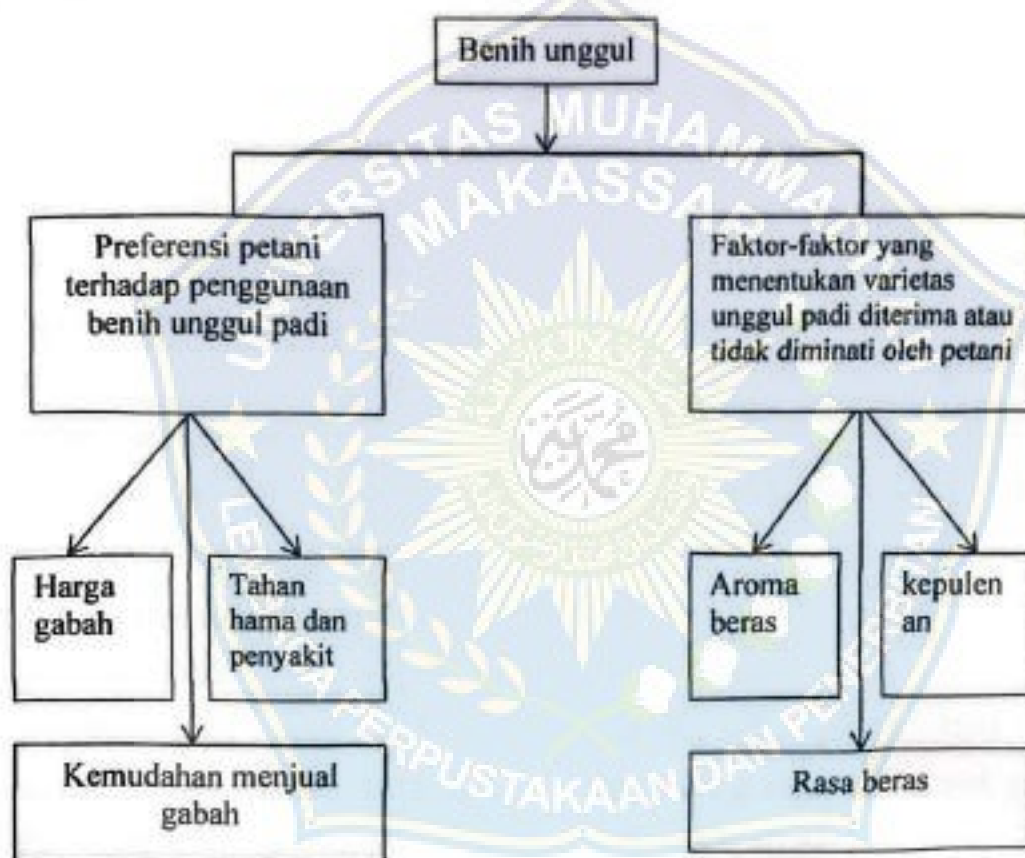 Benih unggul
UNIVERSITAS MUHAMMADIYAH
MAKASSAR
Preferensi petani
terhadap penggunaan
benih unggul padi
Faktor-faktor yang
menentukan varietas
unggul padi diterima atau
tidak diminati oleh petani
Harga
gabah
Tahan
hama dan
penyakit
Aroma
beras
kepulen
an
Kemudahan menjual
gabah
Rasa beras
PERPUSTAKAAN DAN